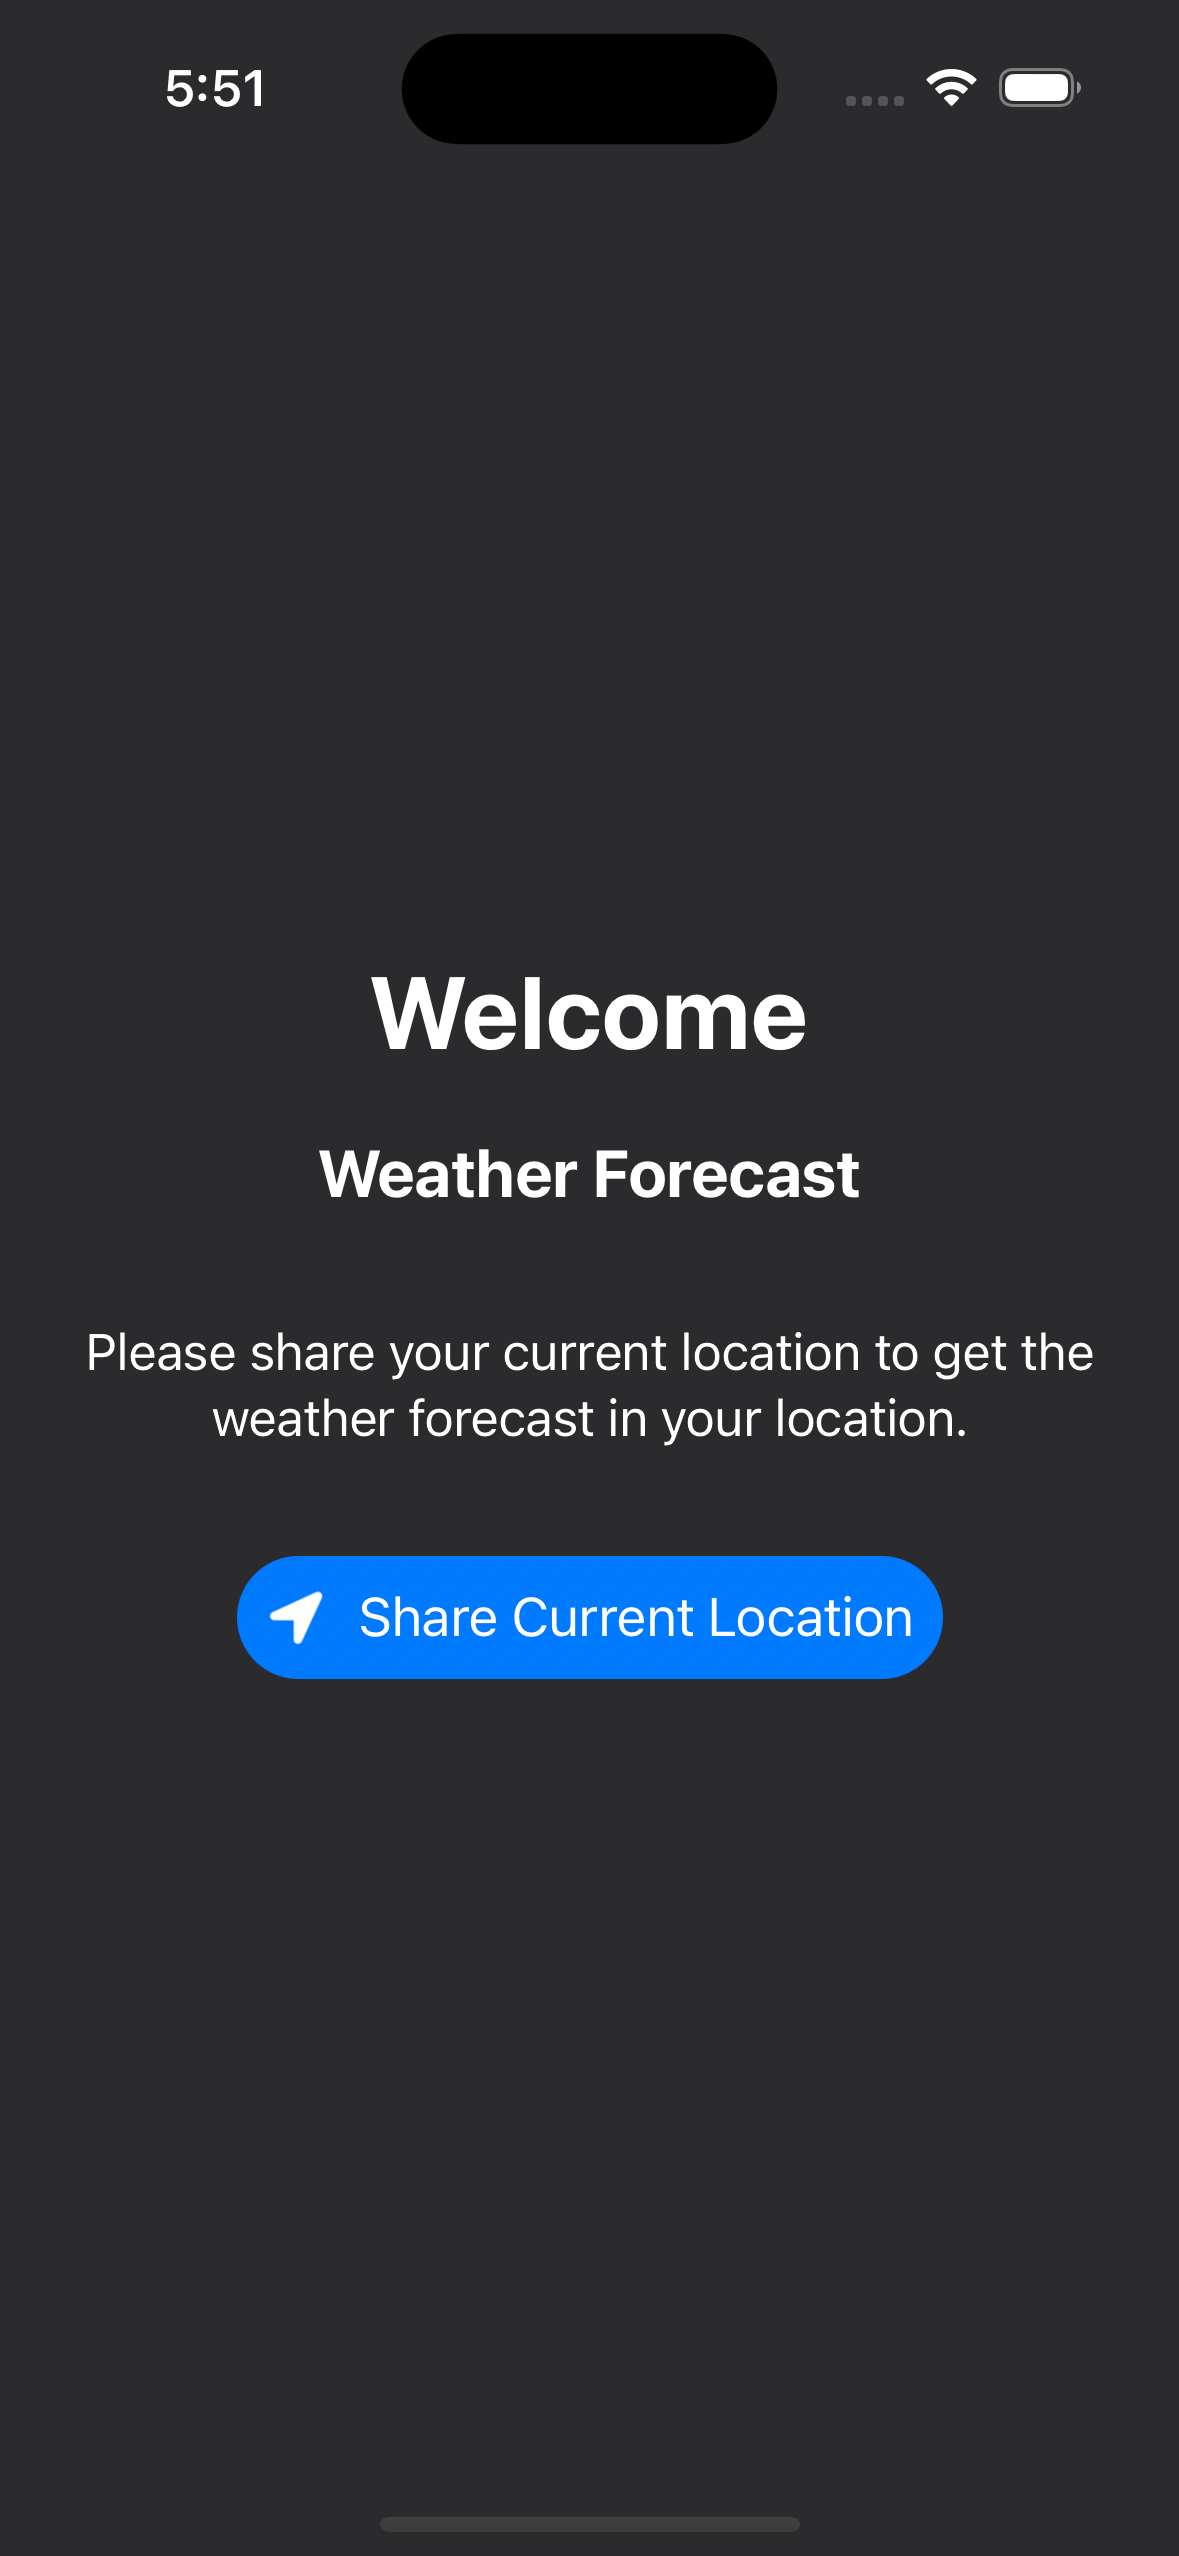 5:51
Welcome
Weather Forecast
Please share your current location to get the
weather forecast in your location.
Share Current Location